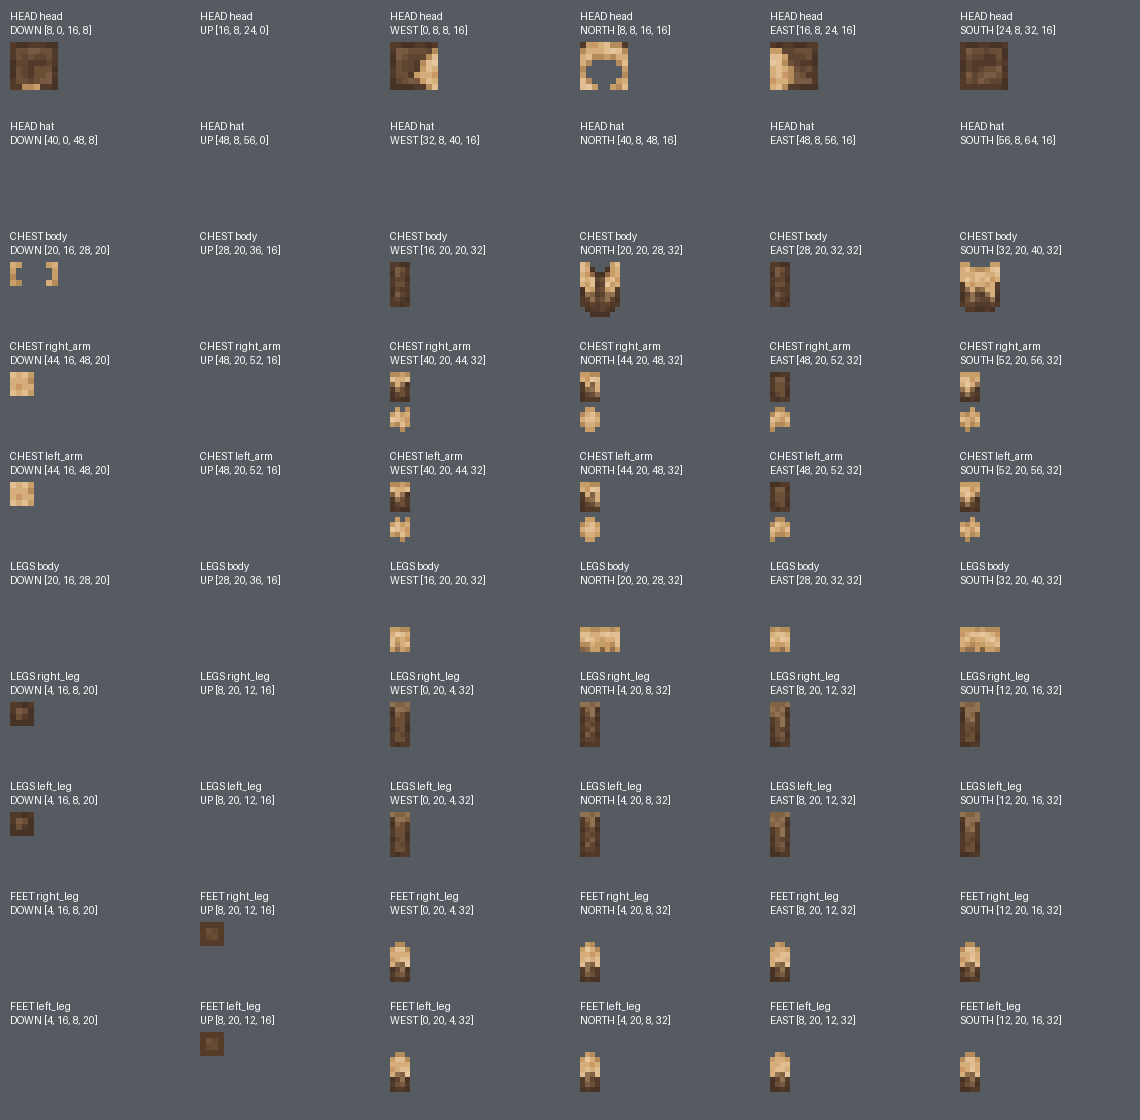 HEAD head
DOWN [8, 0, 16, 8]
HEAD head
UP [16, 8, 24, 0]
HEAD head
WEST [0, 8, 8, 16]
HEAD head
NORTH [8, 8, 16, 16]
HEAD head
EAST [16, 8, 24, 16]
HEAD head
SOUTH [24, 8, 32, 16]
HEAD hat
DOWN [40, 0, 48, 8]
HEAD hat
UP [48, 8, 56, 0]
HEAD hat
WEST [32, 8, 40, 16]
HEAD hat
NORTH [40, 8, 48, 16]
HEAD hat
EAST [48, 8, 56, 16]
HEAD hat
SOUTH [56, 8, 64, 16]
CHEST body
DOWN [20, 16, 28, 20]
CHEST body
UP [28, 20, 36, 16]
CHEST body
WEST [16, 20, 20, 32]
CHEST body
NORTH [20, 20, 28, 32]
CHEST body
EAST [28, 20, 32, 32]
CHEST body
SOUTH [32, 20, 40, 32]
CHEST right_arm
DOWN [44, 16, 48, 20]
CHEST right_arm
UP [48, 20, 52, 16]
CHEST right_arm
WEST [40, 20, 44, 32]
CHEST right_arm
NORTH [44, 20, 48, 32]
CHEST right_arm
EAST [48, 20, 52, 32]
CHEST right_arm
SOUTH [52, 20, 56, 32]
CHEST left_arm
DOWN [44, 16, 48, 20]
CHEST left_arm
UP [48, 20, 52, 16]
CHEST left_arm
WEST [40, 20, 44, 32]
CHEST left_arm
NORTH [44, 20, 48, 32]
CHEST left_arm
EAST [48, 20, 52, 32]
CHEST left_arm
SOUTH [52, 20, 56, 32]
LEGS body
DOWN [20, 16, 28, 20]
LEGS body
UP [28, 20, 36, 16]
LEGS body
WEST [16, 20, 20, 32]
LEGS body
NORTH [20, 20, 28, 32]
LEGS body
EAST [28, 20, 32, 32]
LEGS body
SOUTH [32, 20, 40, 32]
LEGS right_leg
DOWN [4, 16, 8, 20]
LEGS right_leg
UP [8, 20, 12, 16]
LEGS right_leg
WEST [0, 20, 4, 32]
LEGS right_leg
NORTH [4, 20, 8, 32]
LEGS right_leg
EAST [8, 20, 12, 32]
LEGS right_leg
SOUTH [12, 20, 16, 32]
LEGS left_leg
DOWN [4, 16, 8, 20]
LEGS left_leg
UP [8, 20, 12, 16]
LEGS left_leg
WEST [0, 20, 4, 32]
LEGS left_leg
NORTH [4, 20, 8, 32]
LEGS left_leg
EAST [8, 20, 12, 32]
LEGS left_leg
SOUTH [12, 20, 16, 32]
FEET right_leg
DOWN [4, 16, 8, 20]
FEET right_leg
UP [8, 20, 12, 16]
FEET right_leg
WEST [0, 20, 4, 32]
FEET right_leg
NORTH [4, 20, 8, 32]
FEET right_leg
EAST [8, 20, 12, 32]
FEET right_leg
SOUTH [12, 20, 16, 32]
FEET left_leg
DOWN [4, 16, 8, 20]
FEET left_leg
UP [8, 20, 12, 16]
FEET left_leg
WEST [0, 20, 4, 32]
FEET left_leg
NORTH [4, 20, 8, 32]
FEET left_leg
EAST [8, 20, 12, 32]
FEET left_leg
SOUTH [12, 20, 16, 32]